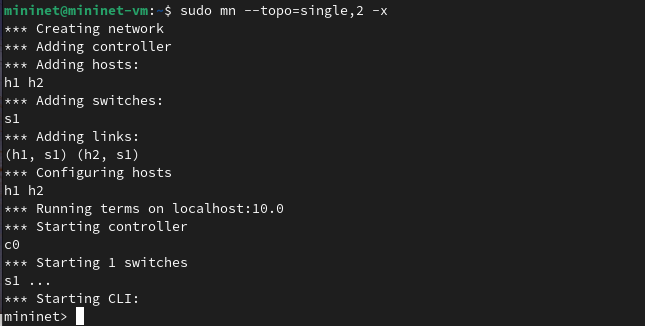 mininet@mininet-vm:~$ sudo mn --topo=single,2 -x
*** Creating network
*** Adding controller
*** Adding hosts:
h1 h2
*** Adding switches:
s1
*** Adding links:
(h1, s1) (h2, s1)
*** Configuring hosts
h1 h2
*** Running terms on localhost:10.0
*** Starting controller
c0
*** Starting 1 switches
s1 ...
*** Starting CLI:
mininet>